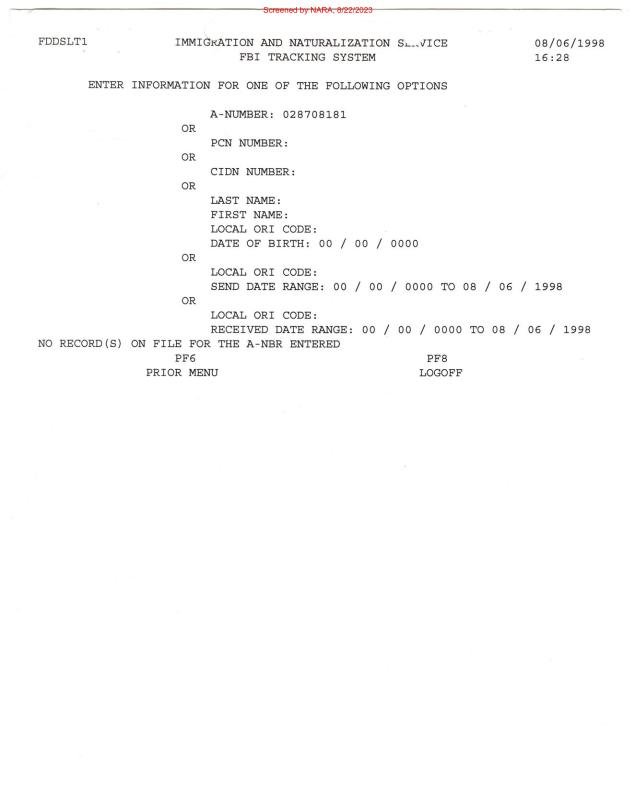 Screened by NARA, 8/22/2023
FDDSLT1 IMMIGRATION AND NATURALIZATION SERVICE 08/06/1998
FBI TRACKING SYSTEM 16:28
ENTER INFORMATION FOR ONE OF THE FOLLOWING OPTIONS
A-NUMBER: 028708181
OR
PCN NUMBER:
OR
CIDN NUMBER:
OR
LAST NAME:
FIRST NAME:
LOCAL ORI CODE:
DATE OF BIRTH: 00 / 00 / 0000
OR
LOCAL ORI CODE:
SEND DATE RANGE: 00 / 00 / 0000 TO 08 / 06 / 1998
OR
LOCAL ORI CODE:
RECEIVED DATE RANGE: 00 / 00 / 0000 TO 08 / 06 / 1998
NO RECORD(S) ON FILE FOR THE A-NBR ENTERED
PF6 PF8
PRIOR MENU LOGOFF